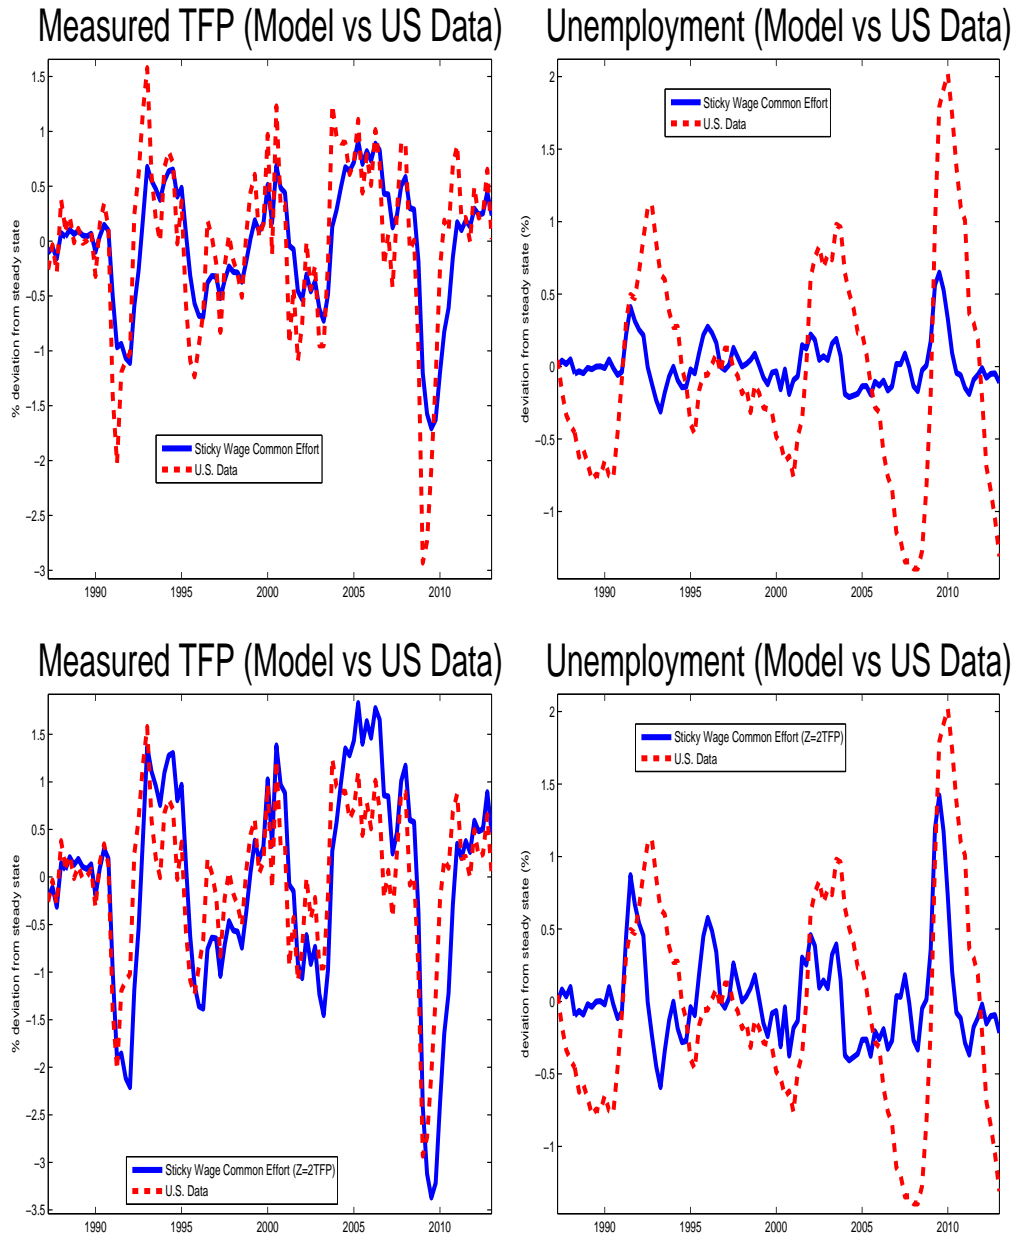 Measured TFP (Model vs US Data)
1.5
1
0.5
0
−0.5
−1
−1.5
−2
−2.5
−3
% deviation from steady state
Sticky Wage Common Effort
U.S. Data
1990 1995 2000 2005 2010
Unemployment (Model vs US Data)
2
1.5
1
0.5
0
−0.5
−1
deviation from steady state (%)
Sticky Wage Common Effort
U.S. Data
1990 1995 2000 2005 2010
Measured TFP (Model vs US Data)
1.5
1
0.5
0
−0.5
−1
−1.5
−2
−2.5
−3
−3.5
% deviation from steady state
Sticky Wage Common Effort (Z=2TFP)
U.S. Data
1990 1995 2000 2005 2010
Unemployment (Model vs US Data)
2
1.5
1
0.5
0
−0.5
−1
deviation from steady state (%)
Sticky Wage Common Effort (Z=2TFP)
U.S. Data
1990 1995 2000 2005 2010